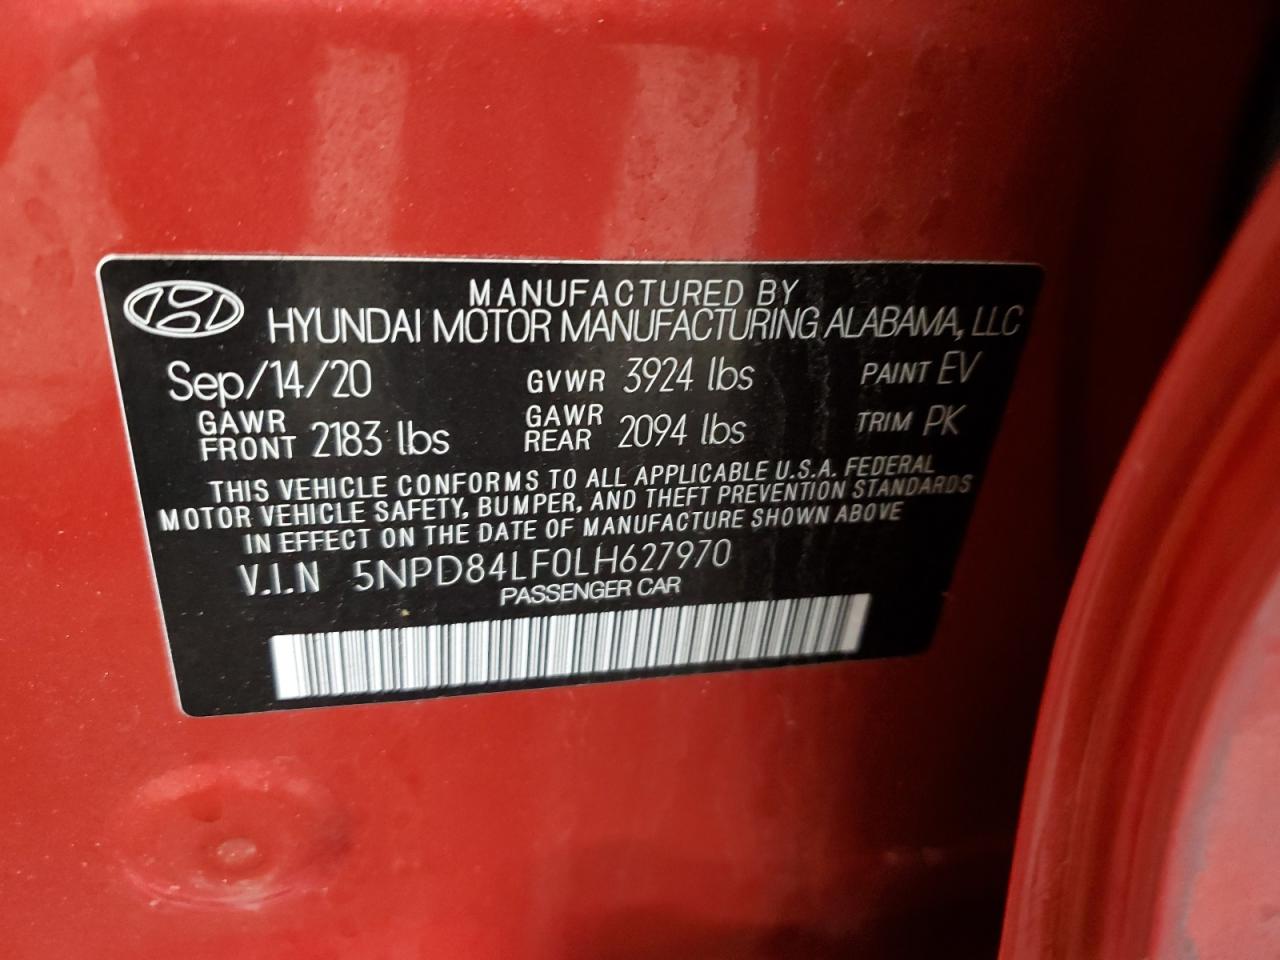 MANUFACTURED BY
HYUNDAI MOTOR MANUFACTURING ALABAMA, LLC
Sep/14/20 GVWR 3924 lbs PAINT EV
GAWR FRONT 2183 lbs GAWR REAR 2094 lbs TRIM PK
THIS VEHICLE CONFORMS TO ALL APPLICABLE U.S.A. FEDERAL
MOTOR VEHICLE SAFETY, BUMPER, AND THEFT PREVENTION STANDARDS
IN EFFECT ON THE DATE OF MANUFACTURE SHOWN ABOVE
V.I.N 5NPD84LF0LH627970
PASSENGER CAR